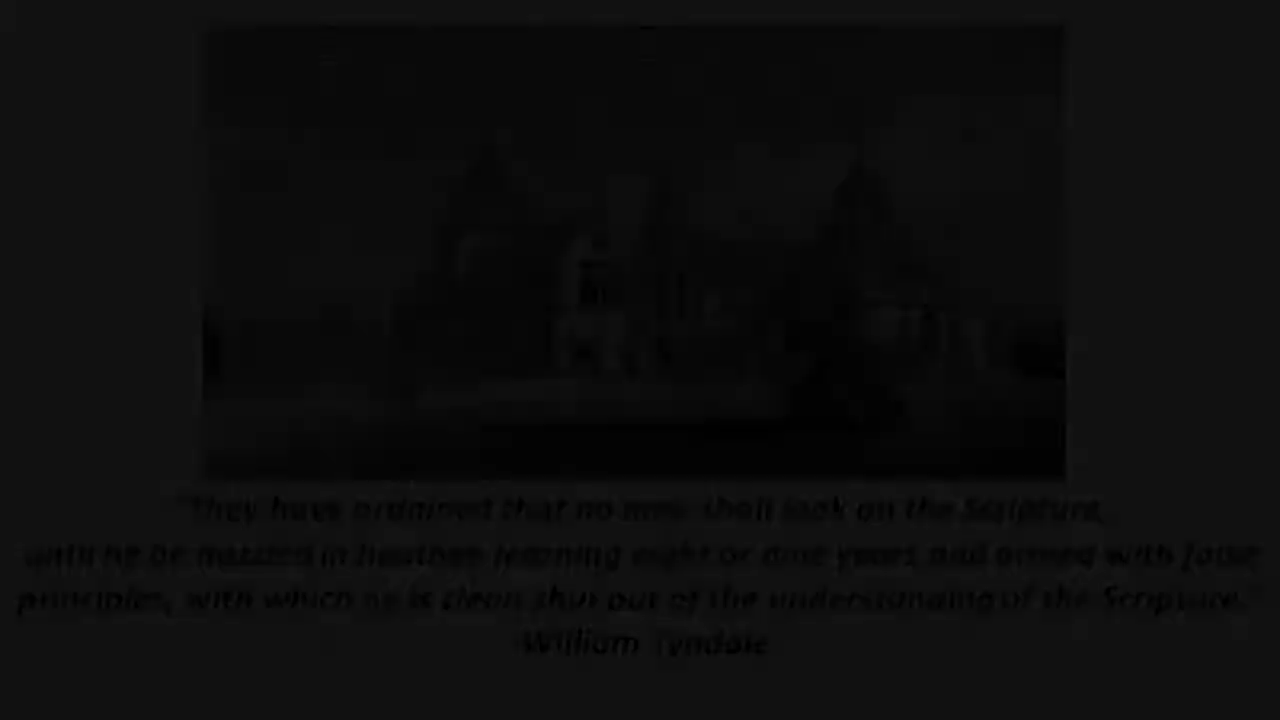 "They have ordained that no man shall look on the Scripture,
until he be nozzled in heathen learning eight or nine years and armed with false
principles, with which he is clean shut out of the understanding of the Scripture."
-William Tyndale